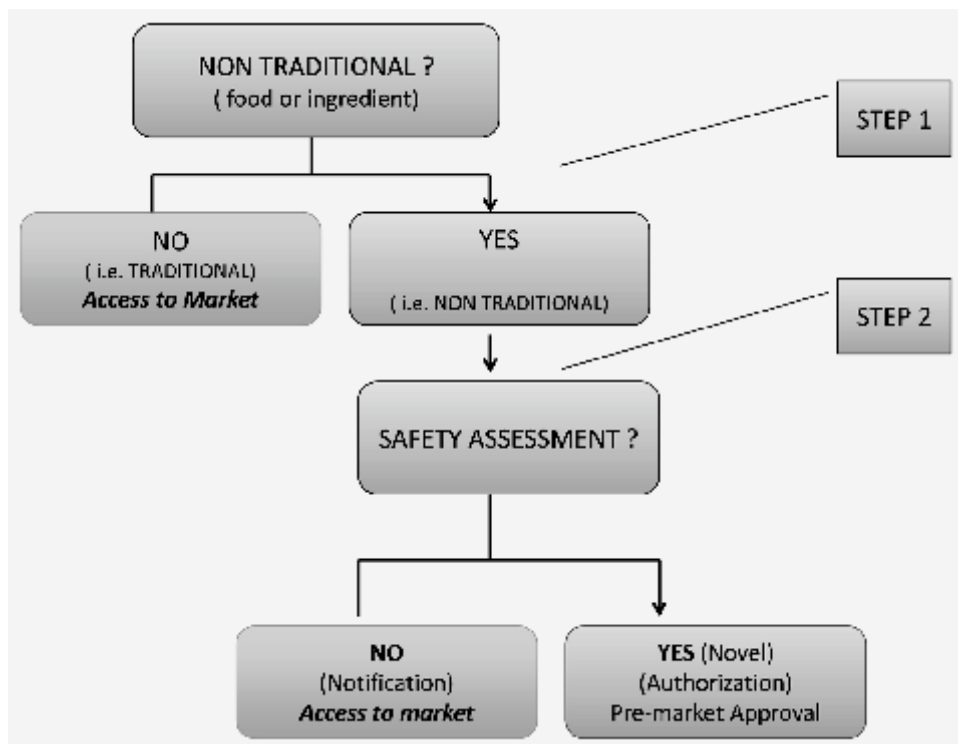 NON TRADITIONAL ?
( food or ingredient)
STEP 1
NO
( i.e. TRADITIONAL)
Access to Market
YES
( i.e. NON TRADITIONAL)
STEP 2
SAFETY ASSESSMENT ?
NO
(Notification)
Access to market
YES (Novel)
(Authorization)
Pre-market Approval